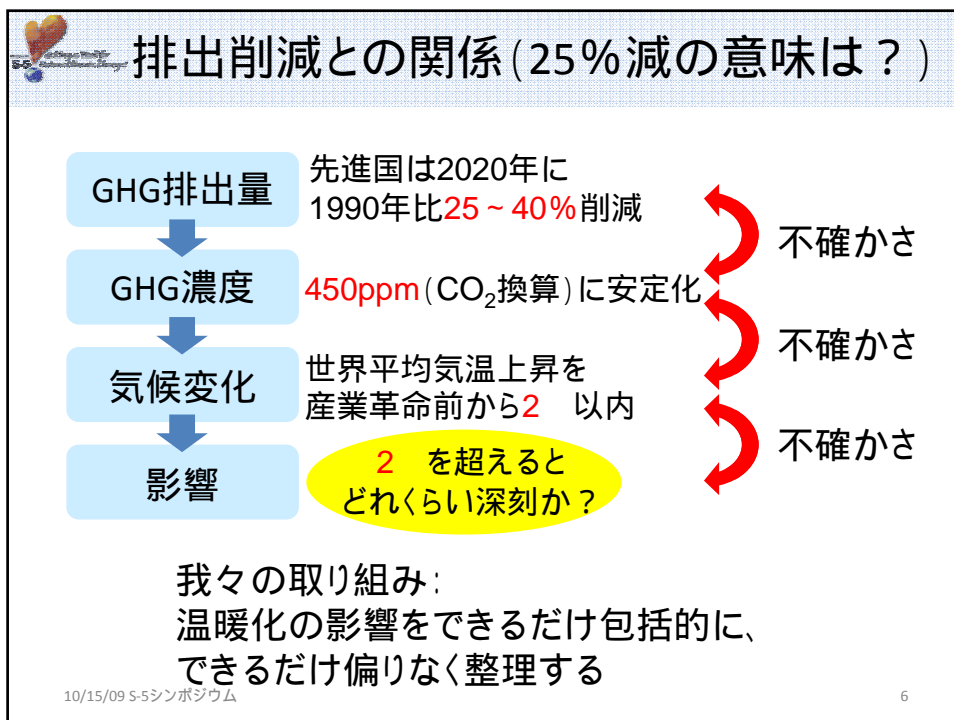 排出削減との関係(25%減の意味は？)
GHG排出量
先進国は2020年に
1990年比25～40%削減
不確かさ
GHG濃度
450ppm(CO₂換算)に安定化
不確かさ
気候変化
世界平均気温上昇を
産業革命前から2　以内
不確かさ
影響
2　を超えると
どれくらい深刻か？
我々の取り組み：
温暖化の影響をできるだけ包括的に、
できるだけ偏りなく整理する
10/15/09 S-5シンポジウム
6